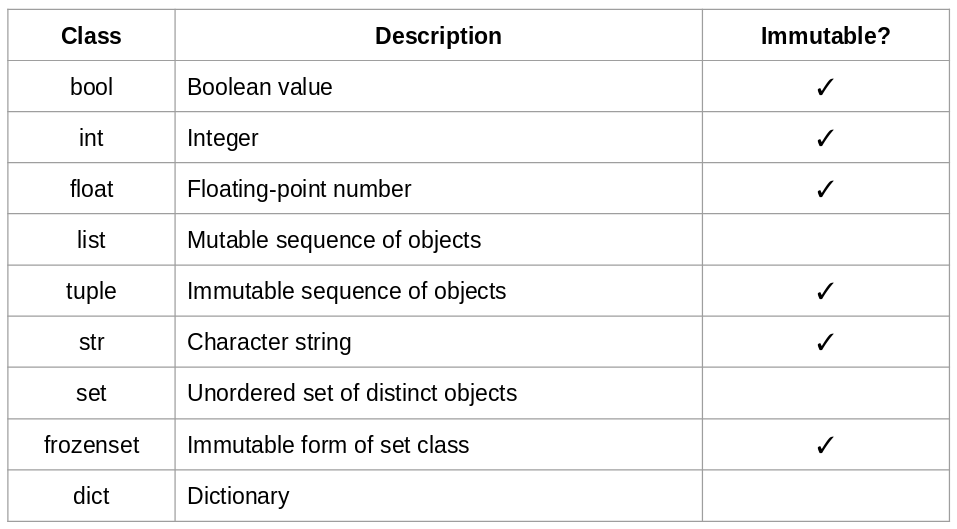 Class Description Immutable?
bool Boolean value ✓
int Integer ✓
float Floating-point number ✓
list Mutable sequence of objects
tuple Immutable sequence of objects ✓
str Character string ✓
set Unordered set of distinct objects
frozenset Immutable form of set class ✓
dict Dictionary